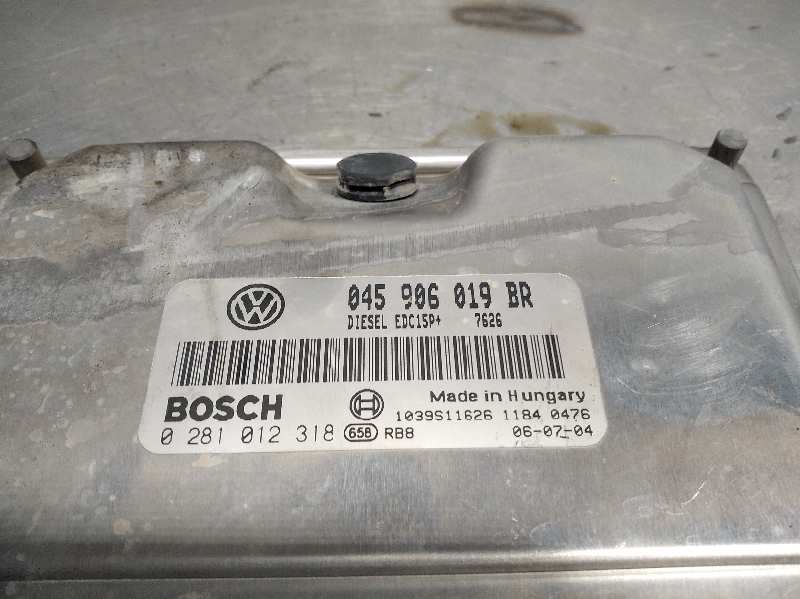 045 906 019 BR
DIESEL EDC15P+ 7626
BOSCH
Made in Hungary
1039S11626 1184 0476
0 281 012 318 658 RB8 06-07-04